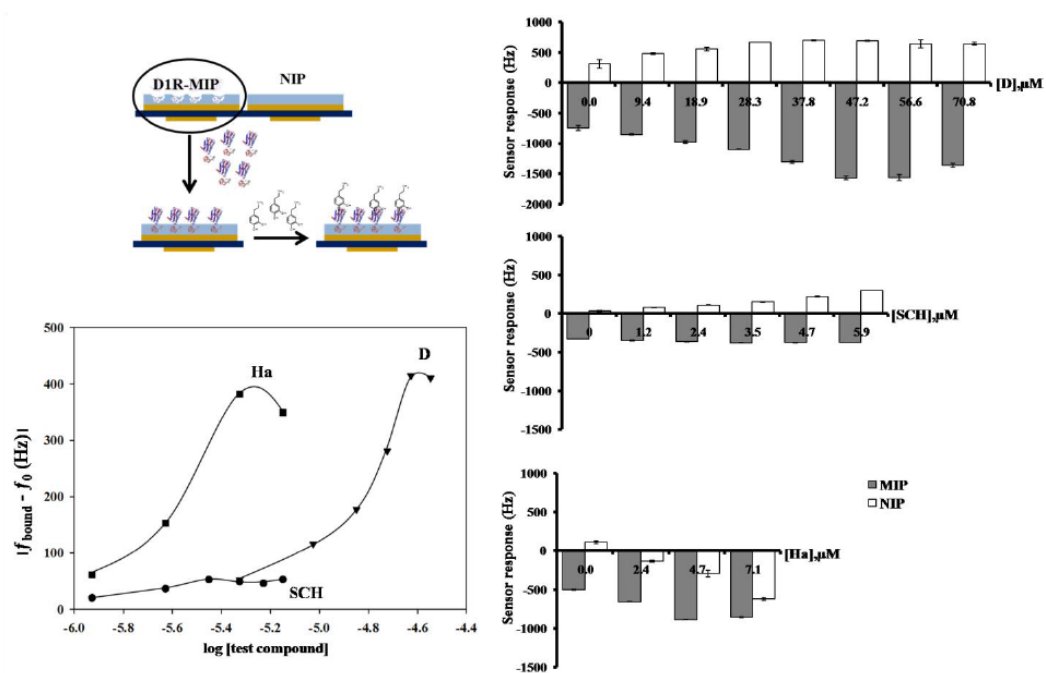 D1R-MIP
NIP
|f bound - f 0 (Hz)|
500
400
300
200
100
0
Ha
D
SCH
-6.0 -5.8 -5.6 -5.4 -5.2 -5.0 -4.8 -4.6 -4.4
log [test compound]
Sensor response (Hz)
1000
500
0
-500
-1000
-1500
-2000
0.0 9.4 18.9 28.3 37.8 47.2 56.6 70.8
[D],µM
Sensor response (Hz)
1000
500
0
-500
-1000
-1500
0 1.2 2.4 3.5 4.7 5.9
[SCH],µM
Sensor response (Hz)
1000
500
0
-500
-1000
-1500
0.0 2.4 4.7 7.1
[Ha],µM
MIP
NIP